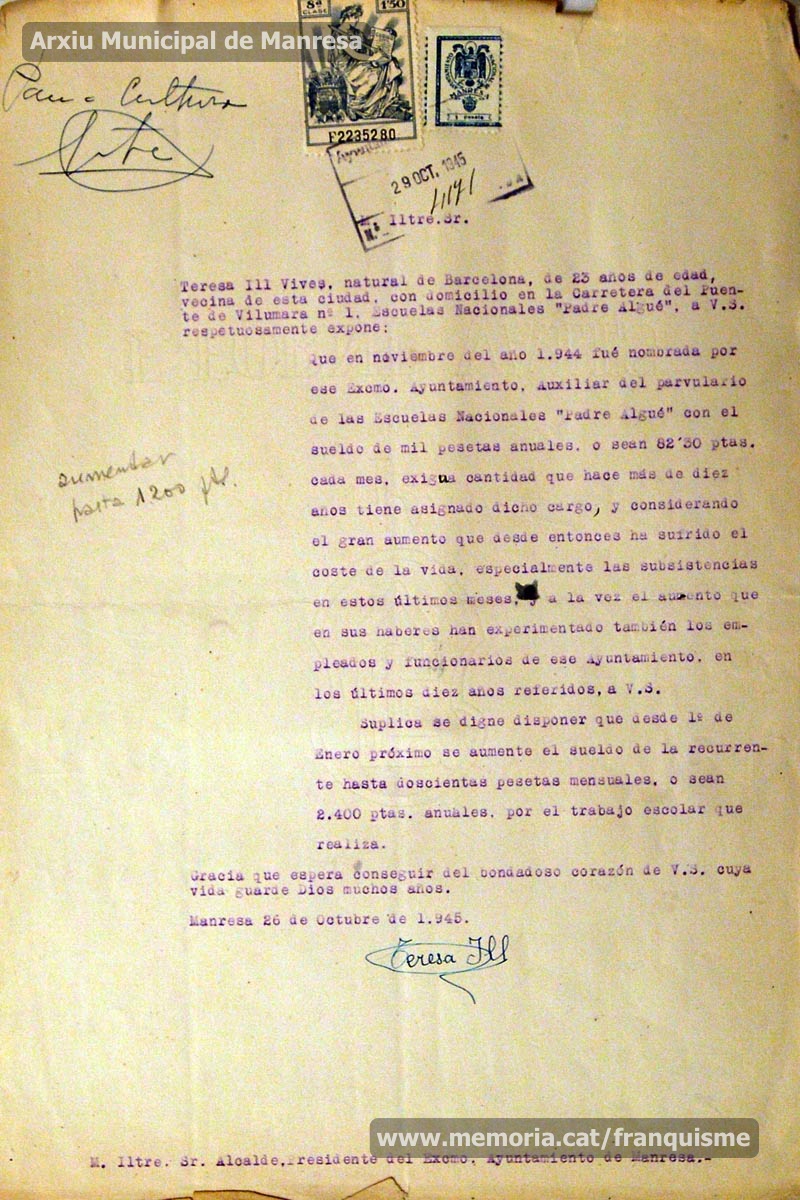 Arxiu Municipal de Manresa
8ª CLASE 1'50
E2235280
MANRESA
1 Peseta
Cultura
29 OCT. 1945
N.º
M. Iltre.Sr.
Teresa Ill Vives, natural de Barcelona, de 23 años de edad,
vecina de esta ciudad, con domicilio en la Carretera del Puen-
te de Vilumara nº 1, Escuelas Nacionales "Padre Algué", a V.S.
respetuosamente expone:
Que en noviembre del año 1.944 fué nombrada por
ese Excmo. Ayuntamiento, Auxiliar del parvulario
de las Escuelas Nacionales "Padre Algué" con el
sueldo de mil pesetas anuales, o sean 82'30 ptas.
cada mes, exigua cantidad que hace más de diez
años tiene asignado dicho cargo, y considerando
el gran aumento que desde entonces ha sufrido el
coste de la vida, especialmente las subsistencias
en estos últimos meses, y a la vez el aumento que
en sus haberes han experimentado también los em-
pleados y funcionarios de ese Ayuntamiento, en
los últimos diez años referidos, a V.S.
aumentar
hasta 1200 pts.
Suplica se digne disponer que desde 1º de
Enero próximo se aumente el sueldo de la recurren-
te hasta doscientas pesetas mensuales, o sean
2.400 ptas. anuales, por el trabajo escolar que
realiza.
Gracia que espera conseguir del bondadoso corazón de V.S. cuya
vida guarde Dios muchos años.
Manresa 26 de Octubre de 1.945.
Teresa Ill
www.memoria.cat/franquisme
M. Iltre. Sr. Alcalde,Presidente del Excmo. Ayuntamiento de Manresa.-